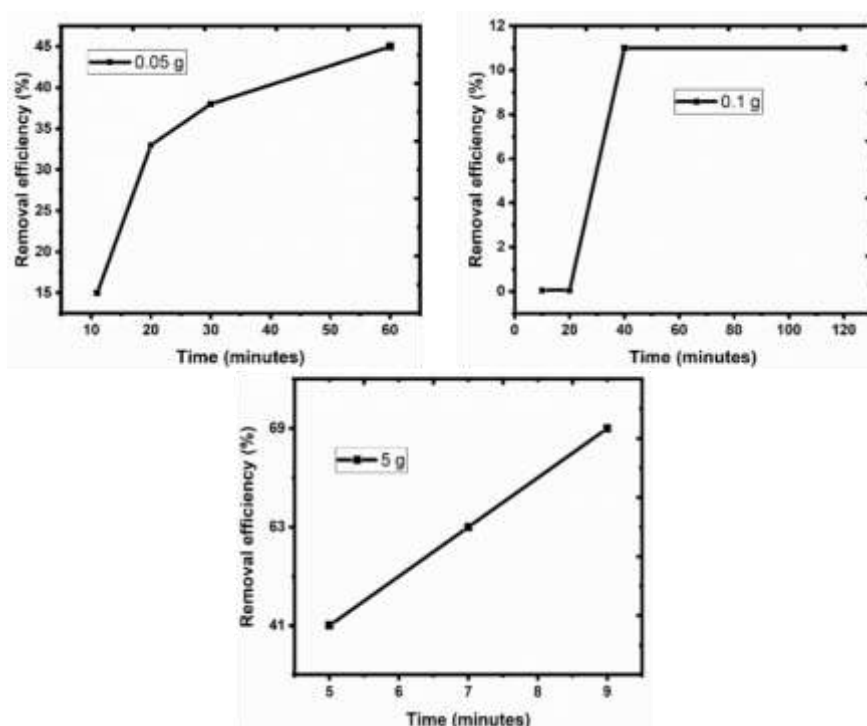 Removal efficiency (%)
45
40
35
30
25
20
15
0.05 g
10 20 30 40 50 60
Time (minutes)
Removal efficiency (%)
12
10
8
6
4
2
0
0.1 g
0 20 40 60 80 100 120
Time (minutes)
Removal efficiency (%)
69
63
41
5 g
5 6 7 8 9
Time (minutes)